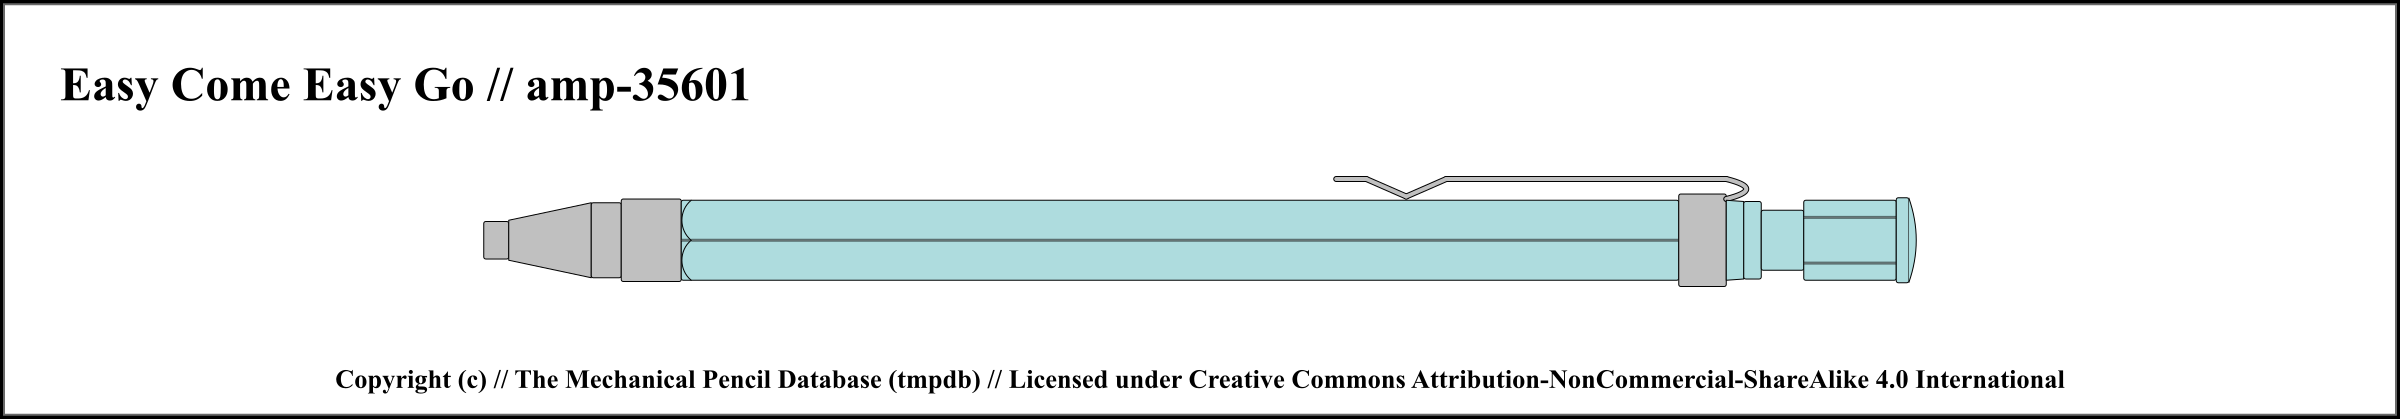 Easy Come Easy Go // amp-35601
Copyright (c) // The Mechanical Pencil Database (tmpdb) // Licensed under Creative Commons Attribution-NonCommercial-ShareAlike 4.0 International